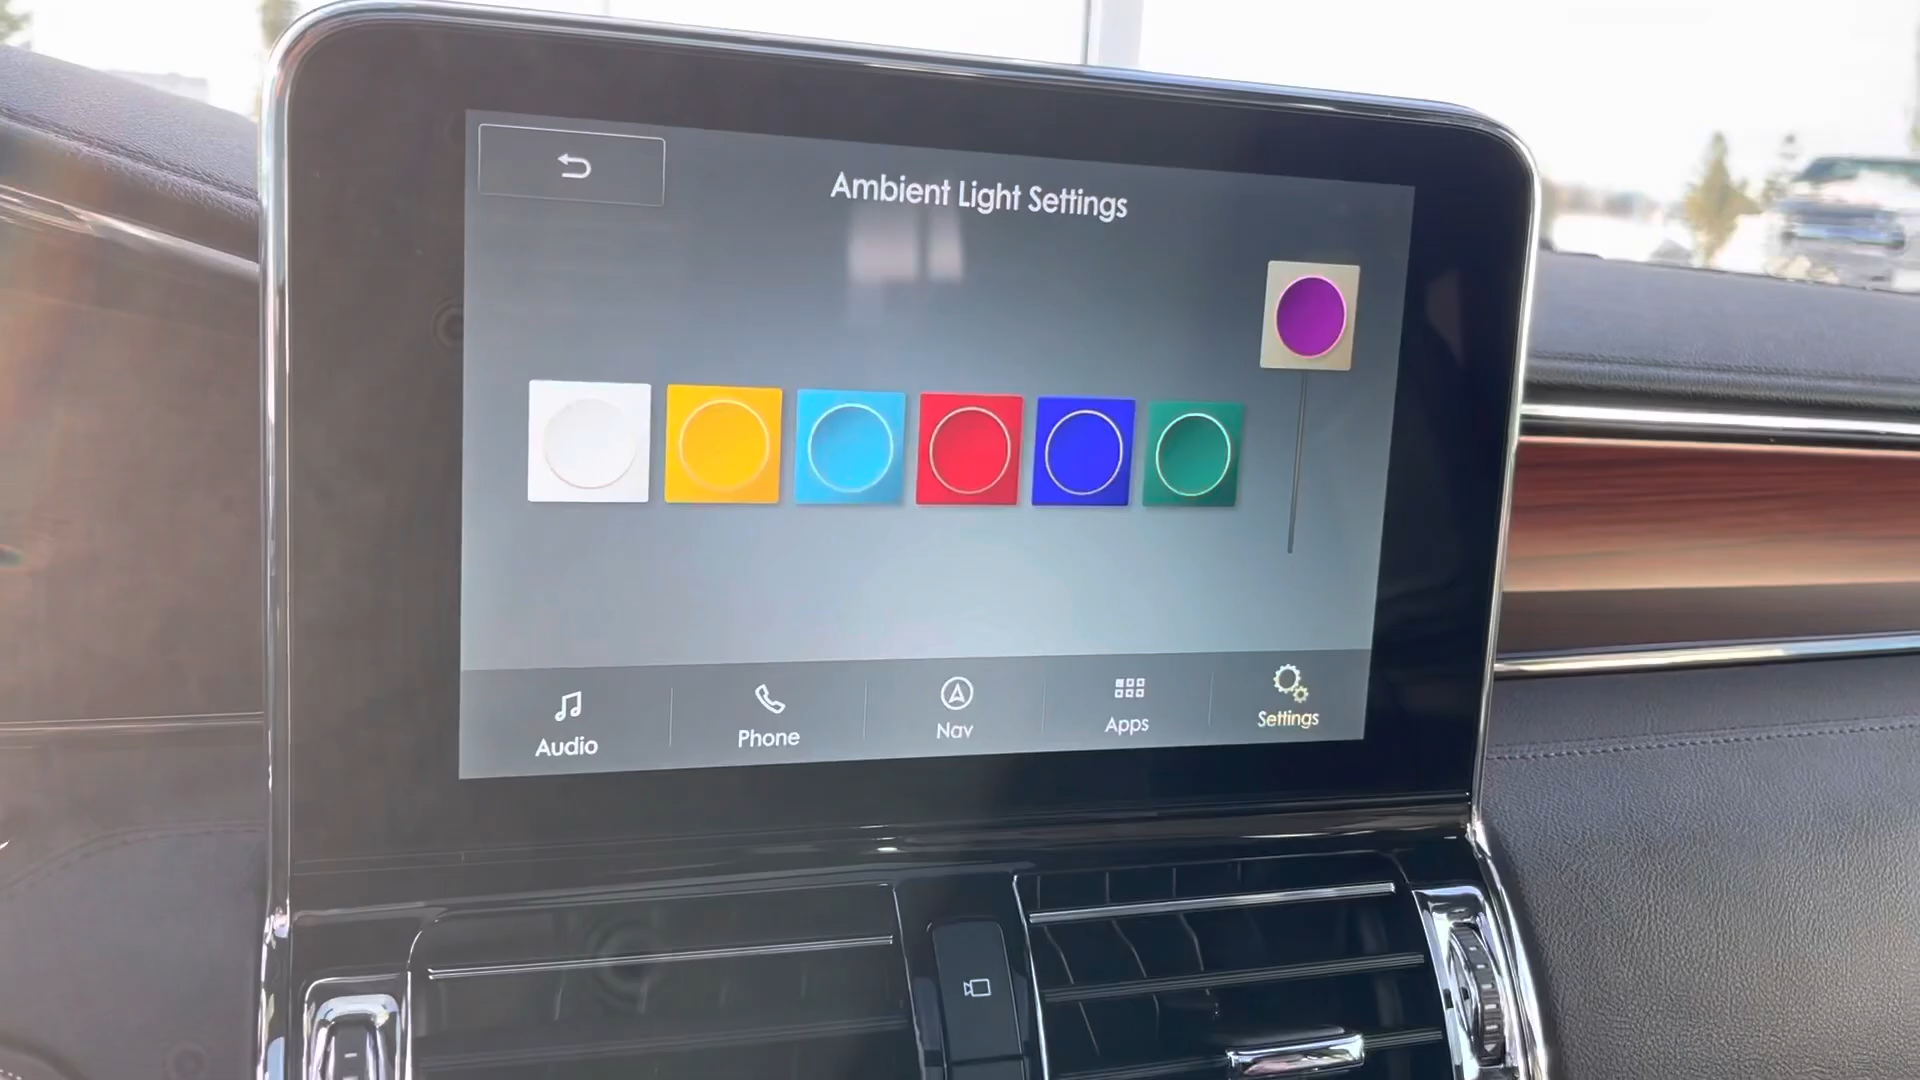 Ambient Light Settings
Audio
Phone
Nav
Apps
Settings